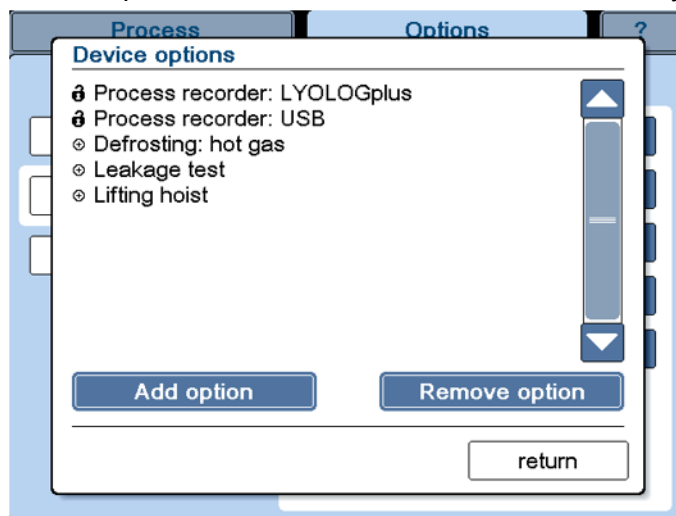 Process Options ?
Device options
Process recorder: LYOLOGplus
Process recorder: USB
Defrosting: hot gas
Leakage test
Lifting hoist
Add option Remove option
return